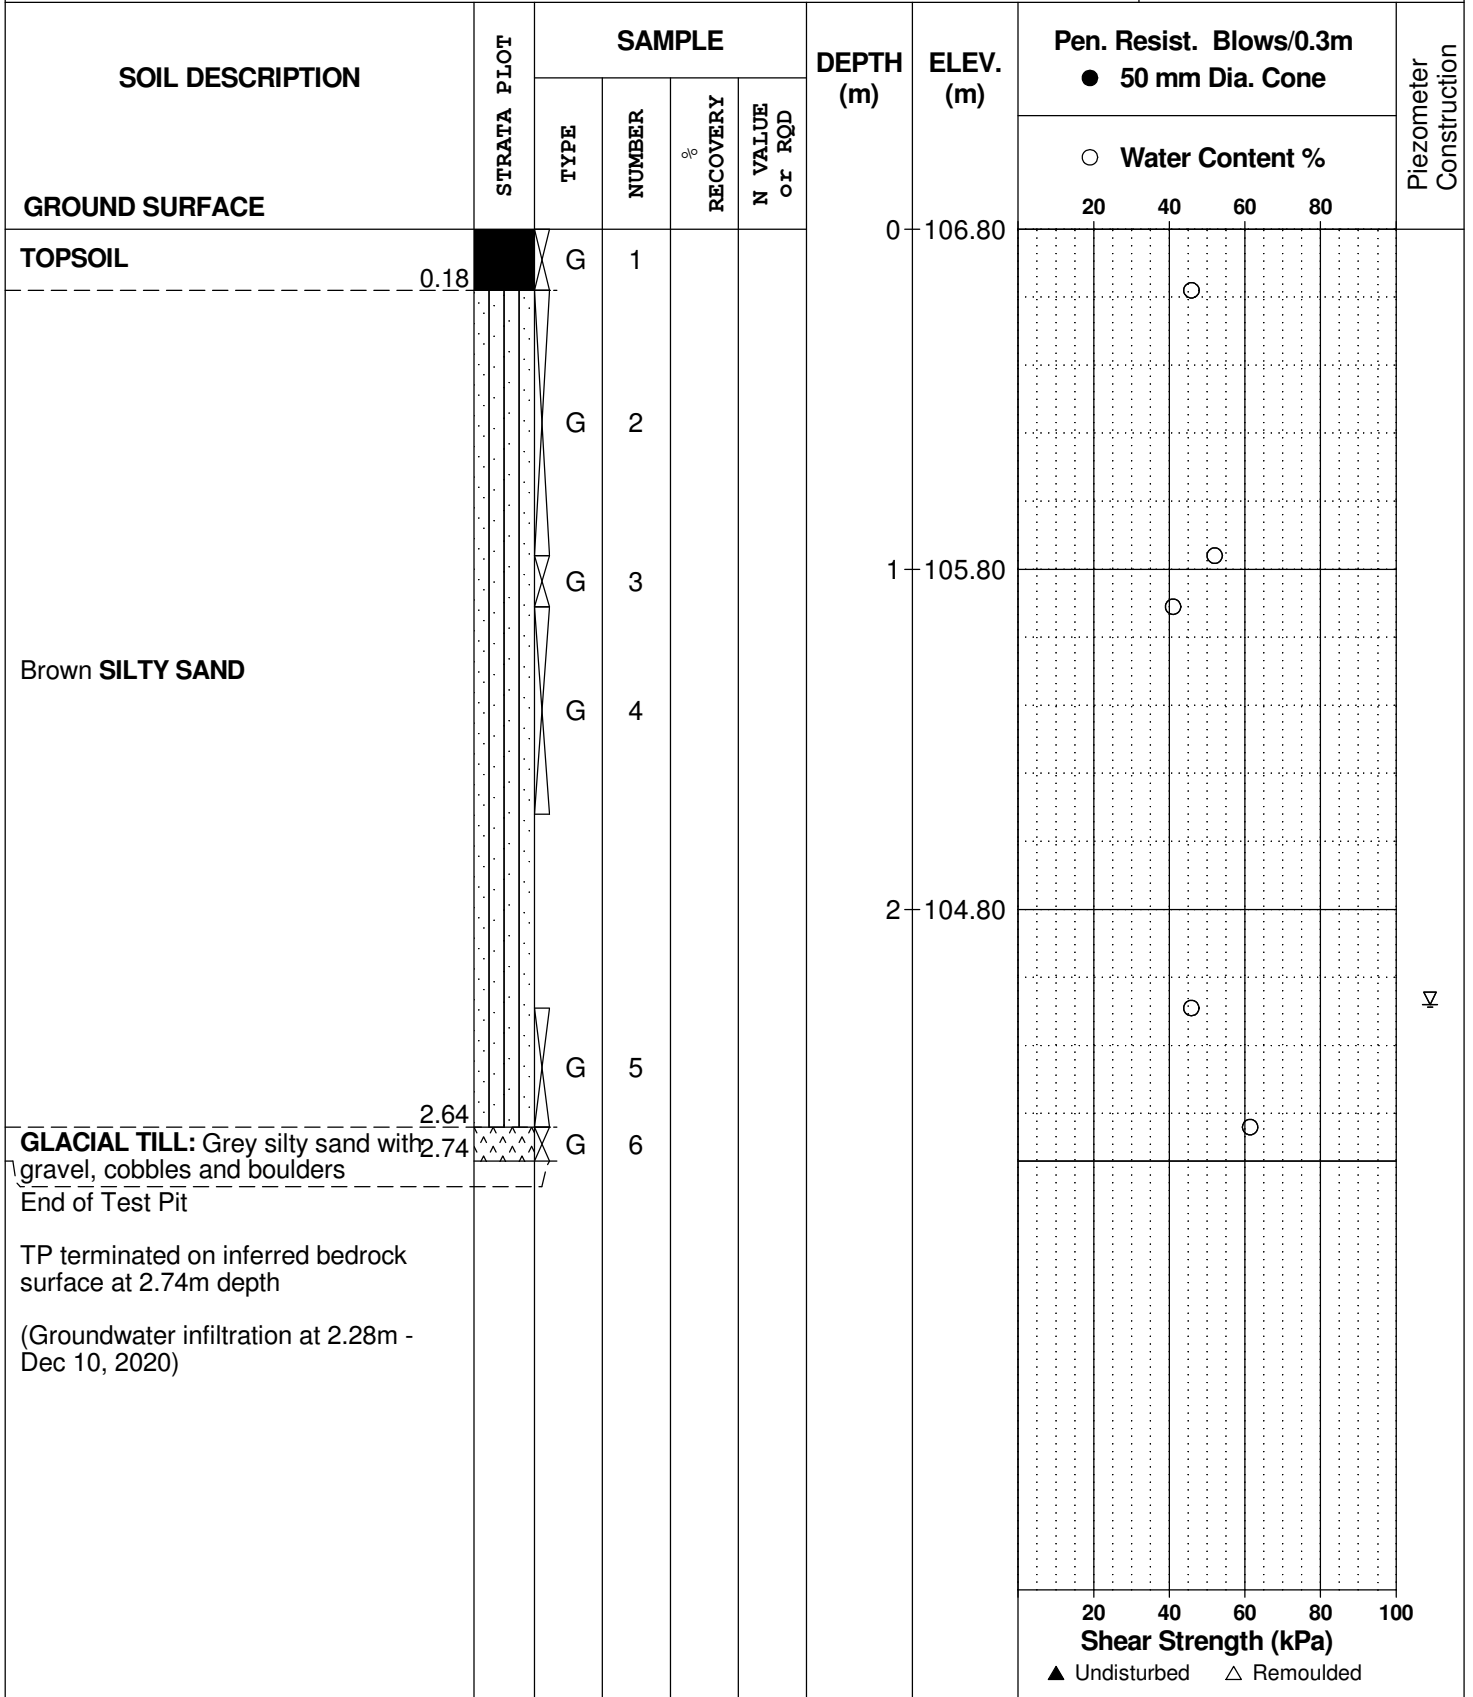 SOIL DESCRIPTION
GROUND SURFACE
STRATA PLOT
SAMPLE
TYPE
NUMBER
%
RECOVERY
N VALUE
or RQD
DEPTH
(m)
ELEV.
(m)
Pen. Resist. Blows/0.3m
● 50 mm Dia. Cone
○ Water Content %
20 40 60 80
Piezometer
Construction
TOPSOIL
0.18
G 1
0 106.80
G 2
G 3
1 105.80
Brown SILTY SAND
G 4
2 104.80
G 5
2.64
GLACIAL TILL: Grey silty sand with
2.74
G 6
gravel, cobbles and boulders
End of Test Pit
TP terminated on inferred bedrock
surface at 2.74m depth
(Groundwater infiltration at 2.28m -
Dec 10, 2020)
20 40 60 80 100
Shear Strength (kPa)
▲ Undisturbed △ Remoulded